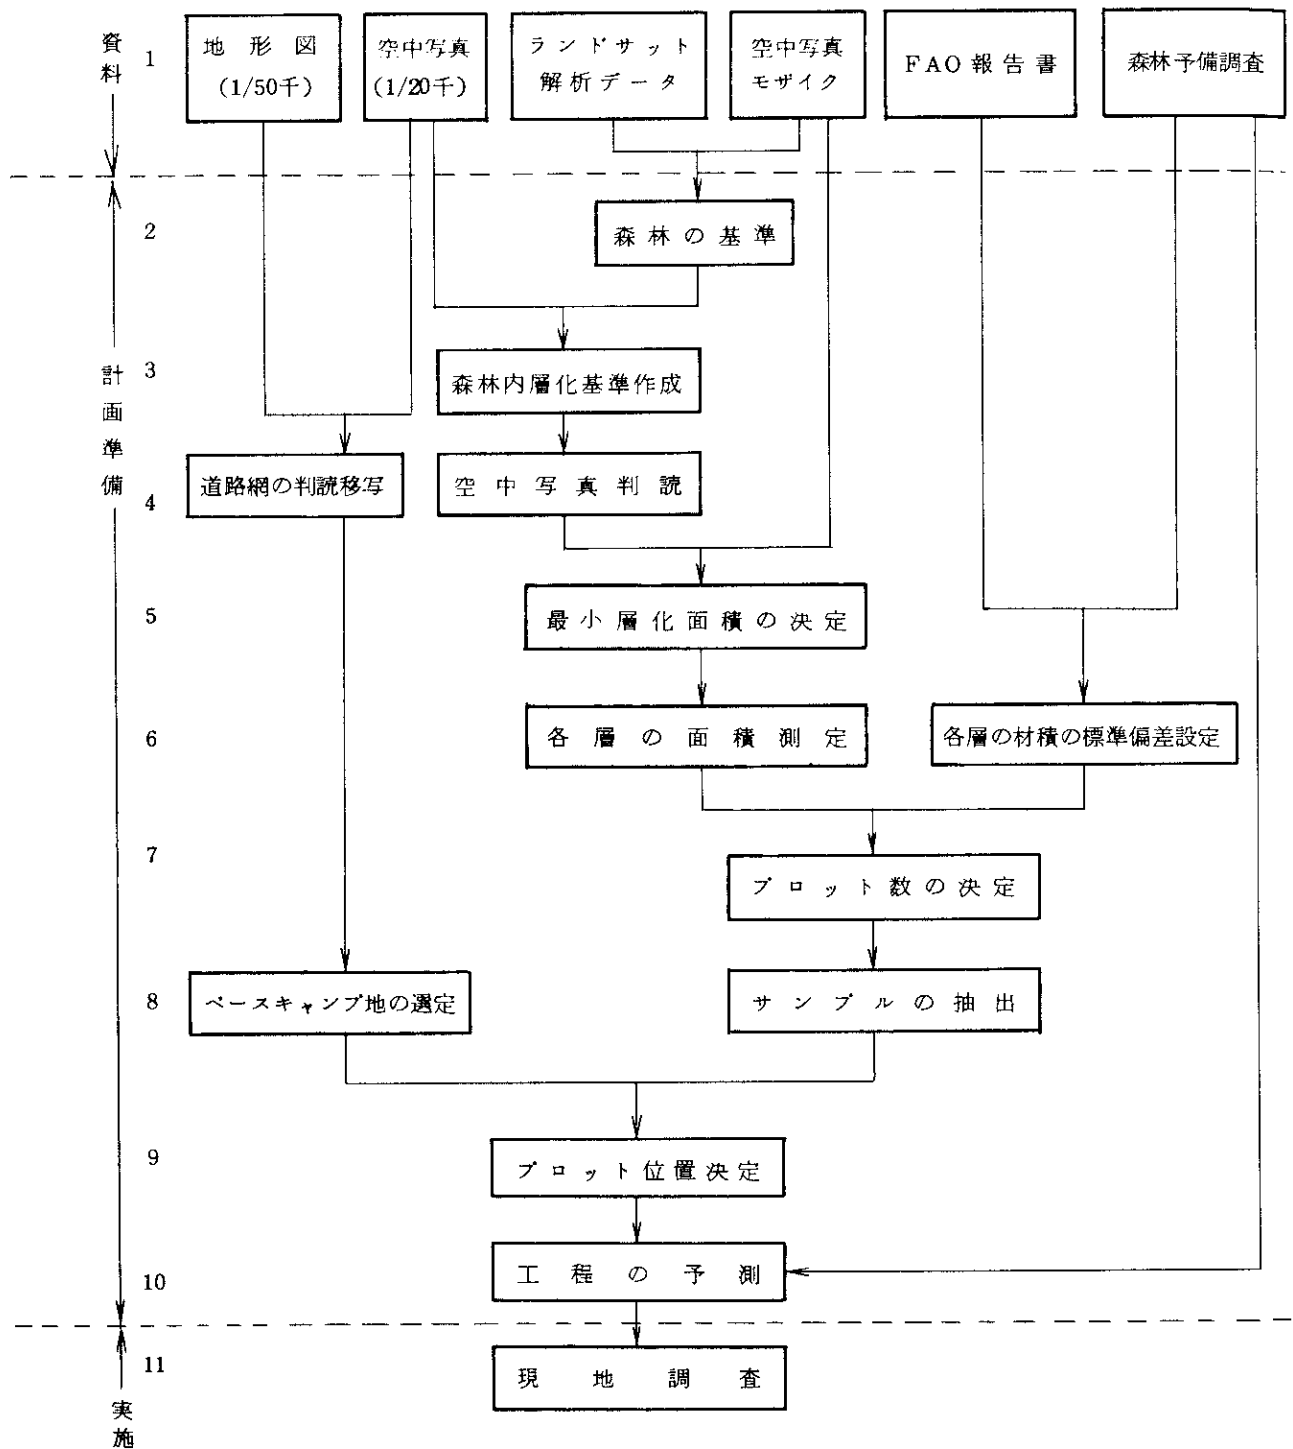 資料
1
地形図
(1/50千)
空中写真
(1/20千)
ランドサット
解析データ
空中写真
モザイク
FAO報告書
森林予備調査
計画準備
2
森林の基準
3
森林内層化基準作成
4
道路網の判読移写
空中写真判読
5
最小層化面積の決定
6
各層の面積測定
各層の材積の標準偏差設定
7
プロット数の決定
8
ベースキャンプ地の選定
サンプルの抽出
9
プロット位置決定
10
工程の予測
11
現地調査
実施